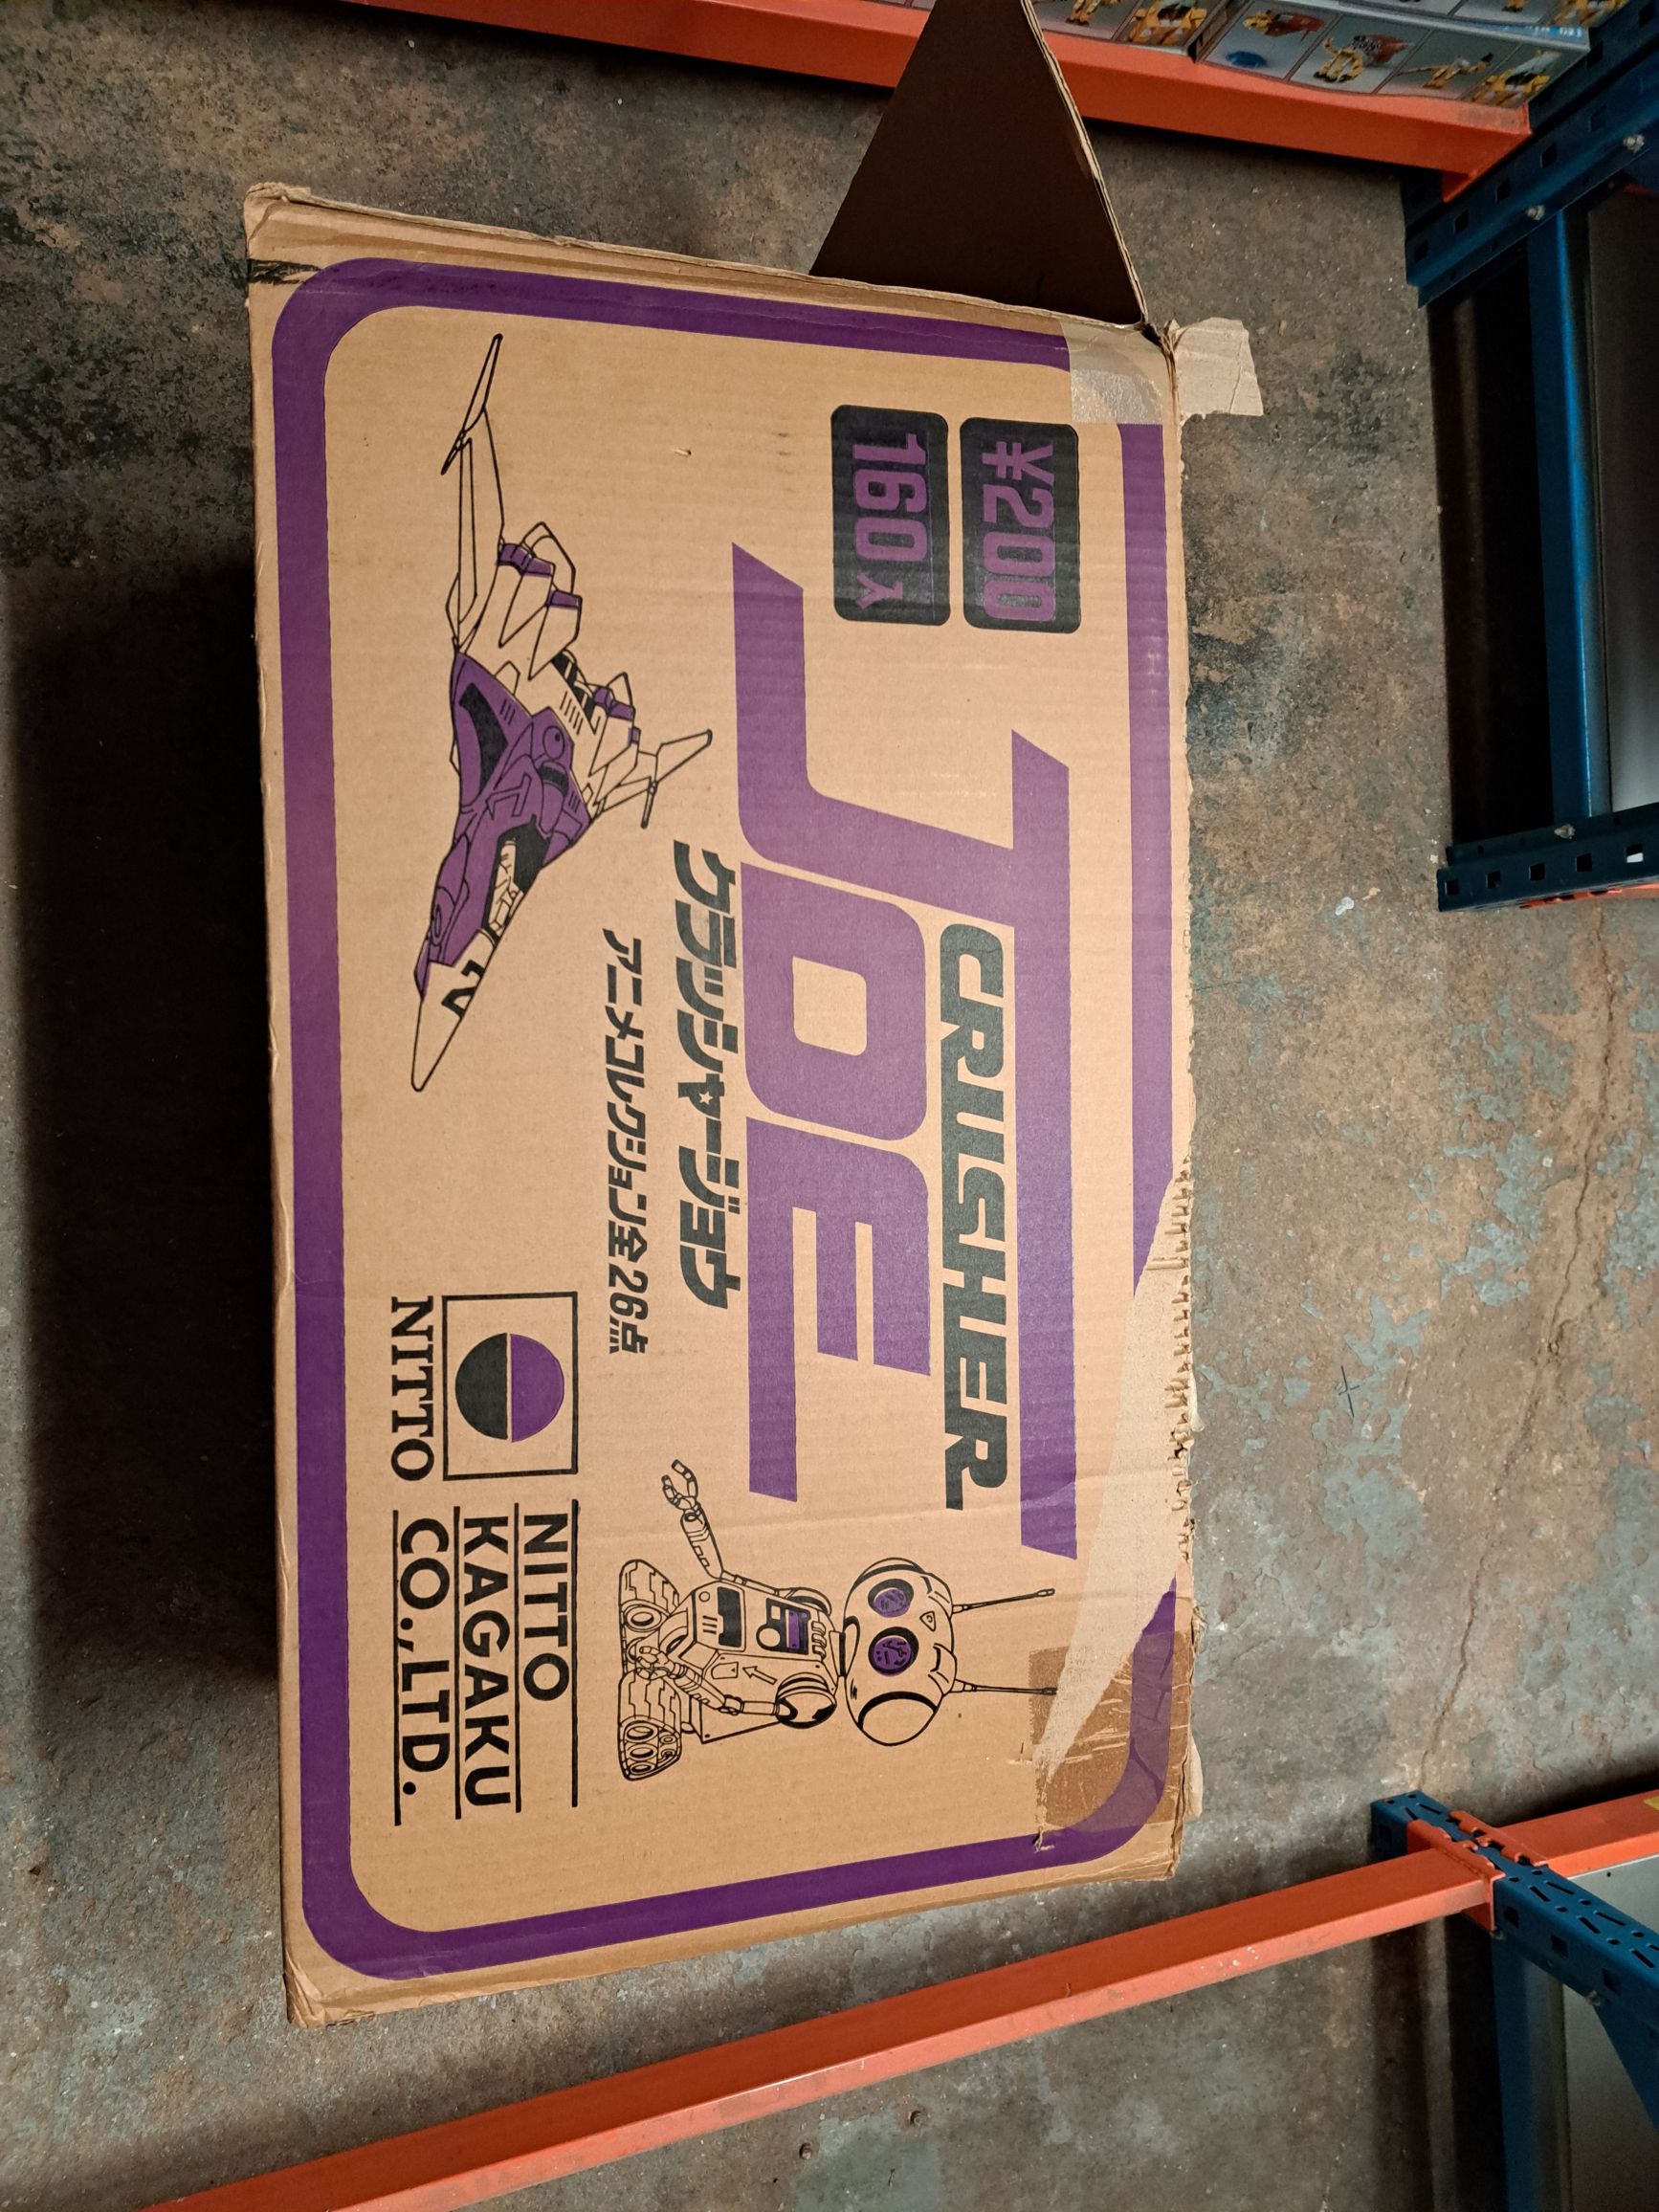 ¥200
160入
CRUSHER
JOE
クラッシャージョウ
アニメコレクション全26点
NITTO
NITTO
KAGAKU
CO.,LTD.